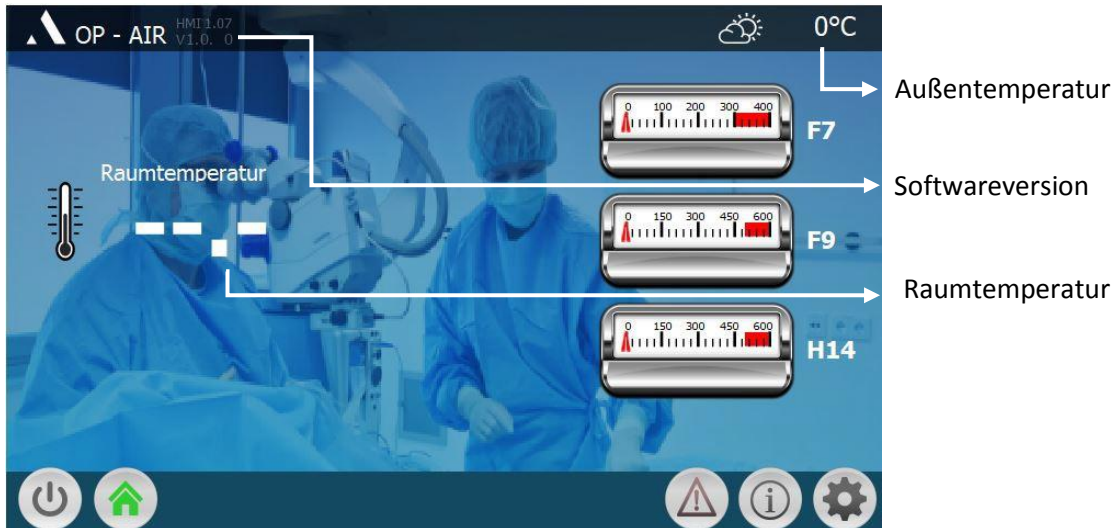 OP - AIR
HMI 1.07
V1.0. 0
0°C
Außentemperatur
0 100 200 300 400
F7
Raumtemperatur
--.-
Softwareversion
0 150 300 450 600
F9
Raumtemperatur
0 150 300 450 600
H14